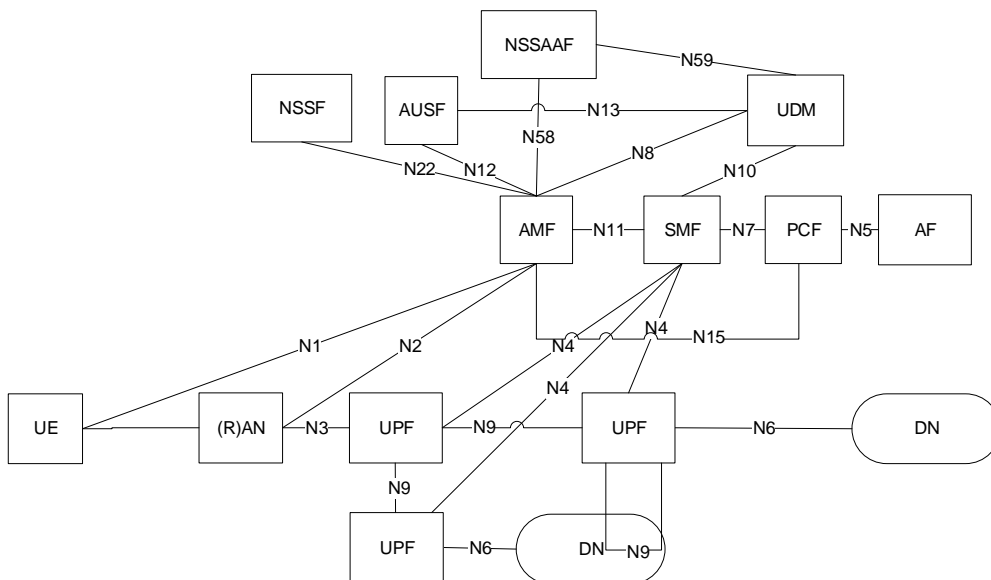 NSSAAF
N59
NSSF
AUSF
N13
UDM
N58
N22
N12
N8
N10
AMF
N11
SMF
N7
PCF
N5
AF
N1
N2
N4
N4
N15
N4
UE
(R)AN
N3
UPF
N9
UPF
N6
DN
N9
UPF
N6
DN
N9